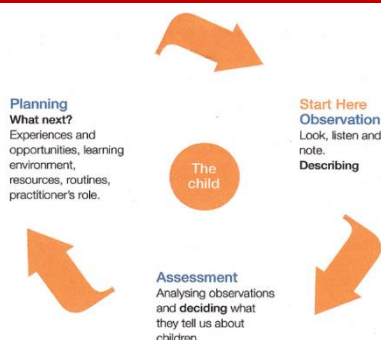 Planning
What next?
Experiences and
opportunities, learning
environment,
resources, routines,
practitioner's role.
Start Here
Observation
Look, listen and
note.
Describing
The
child
Assessment
Analysing observations
and deciding what
they tell us about
children